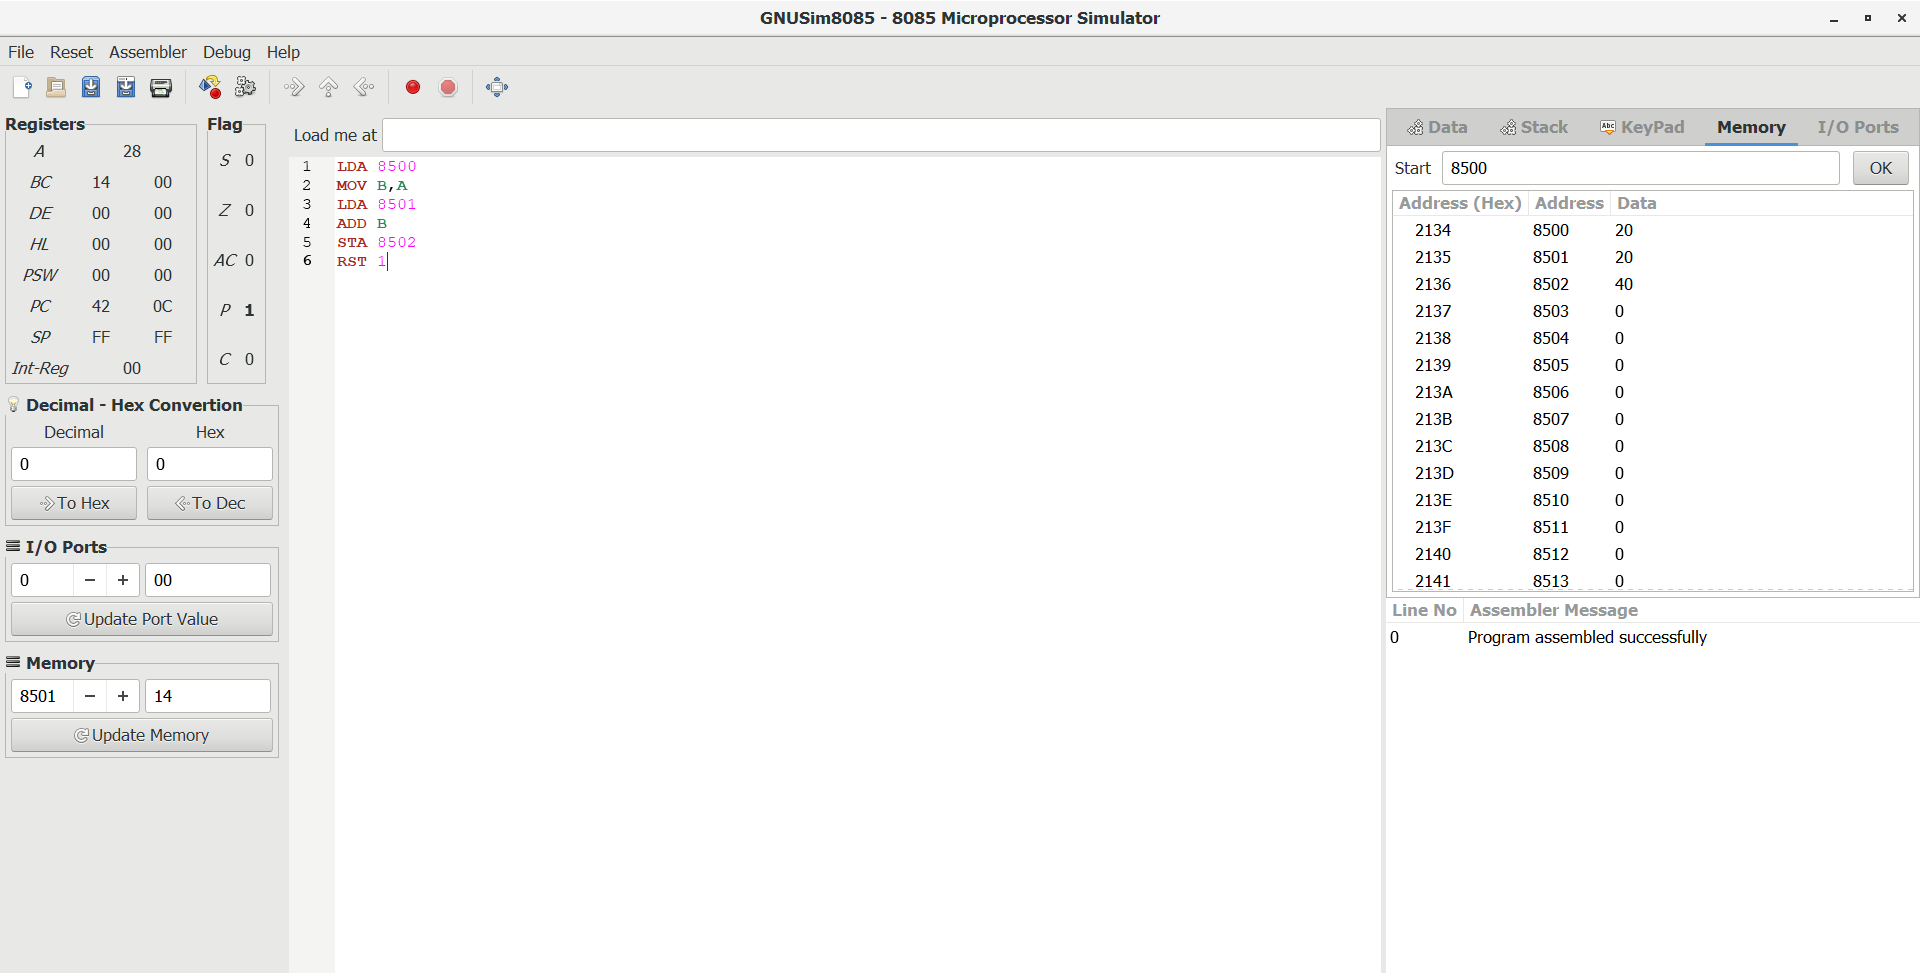 GNUSim8085 - 8085 Microprocessor Simulator
File Reset Assembler Debug Help
Registers
A 28
BC 14 00
DE 00 00
HL 00 00
PSW 00 00
PC 42 0C
SP FF FF
Int-Reg 00
Flag
S 0
Z 0
AC 0
P 1
C 0
Decimal - Hex Convertion
Decimal Hex
0 0
To Hex To Dec
I/O Ports
0 − + 00
Update Port Value
Memory
8501 − + 14
Update Memory
Load me at
1 LDA 8500
2 MOV B,A
3 LDA 8501
4 ADD B
5 STA 8502
6 RST 1
Data Stack Abc KeyPad Memory I/O Ports
Start 8500 OK
Address (Hex) Address Data
2134 8500 20
2135 8501 20
2136 8502 40
2137 8503 0
2138 8504 0
2139 8505 0
213A 8506 0
213B 8507 0
213C 8508 0
213D 8509 0
213E 8510 0
213F 8511 0
2140 8512 0
2141 8513 0
Line No Assembler Message
0 Program assembled successfully